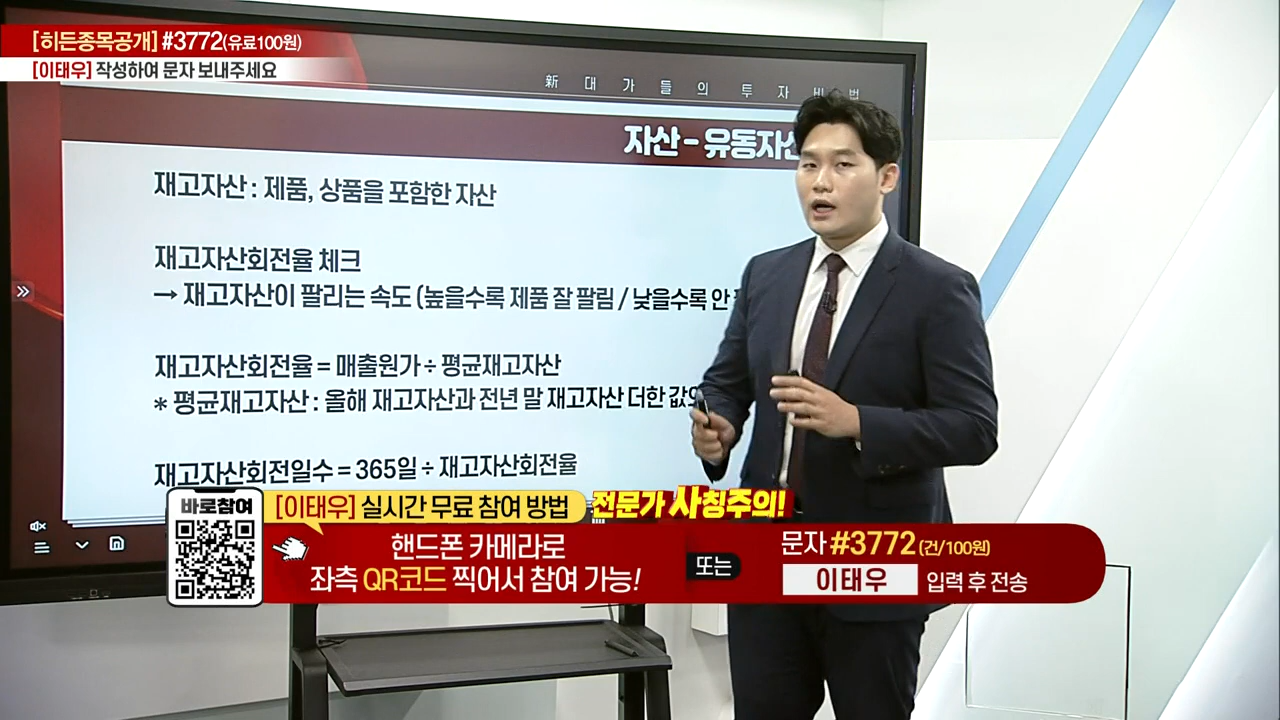 [히든종목공개] #3772(유료100원)
[이태우] 작성하여 문자 보내주세요
新 대 가 들 의 투 자 비 법
자산 - 유동자산
재고자산 : 제품, 상품을 포함한 자산
재고자산회전율 체크
→ 재고자산이 팔리는 속도 (높을수록 제품 잘 팔림 / 낮을수록 안
재고자산회전율 = 매출원가 ÷ 평균재고자산
* 평균재고자산 : 올해 재고자산과 전년 말 재고자산 더한 값의
재고자산회전일수 = 365일 ÷ 재고자산회전율
바로참여
[이태우] 실시간 무료 참여 방법
전문가 사칭주의!
핸드폰 카메라로
좌측 QR코드 찍어서 참여 가능!
또는
문자 #3772 (건/100원)
이태우 입력 후 전송